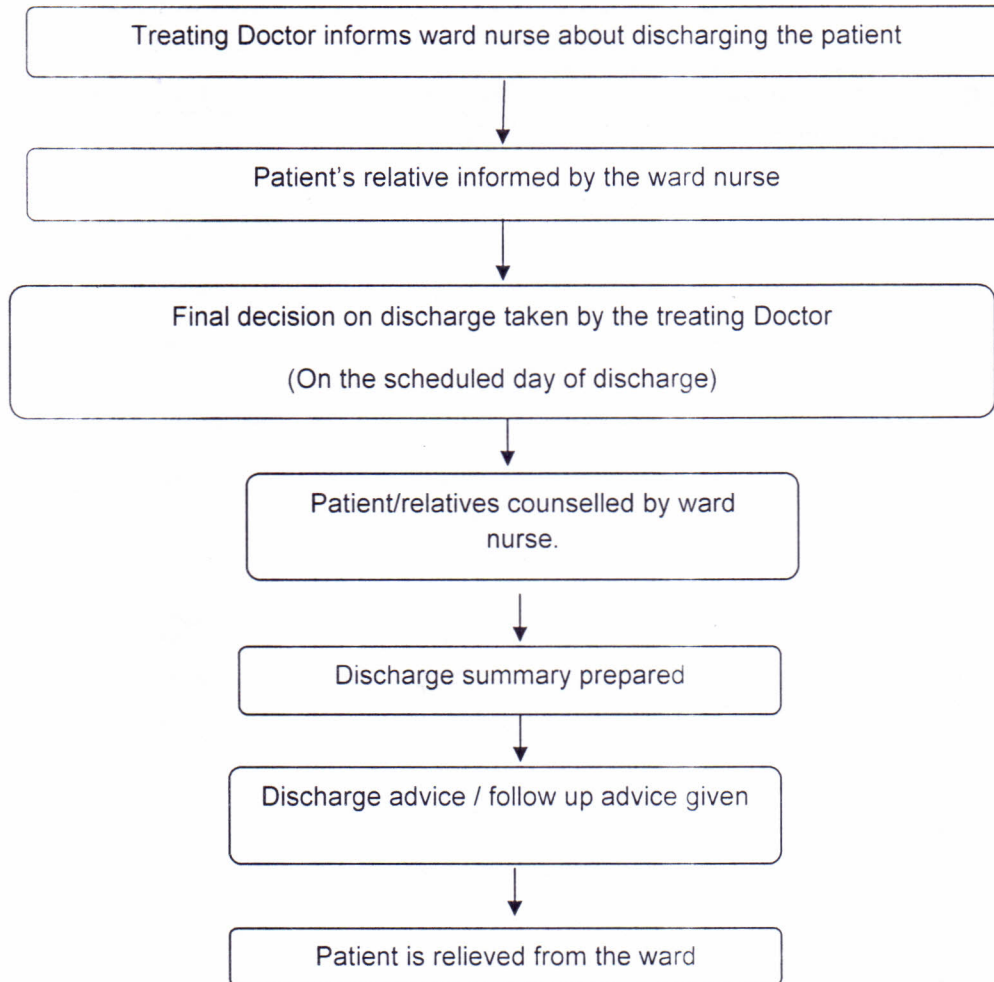 Treating Doctor informs ward nurse about discharging the patient
Patient's relative informed by the ward nurse
Final decision on discharge taken by the treating Doctor
(On the scheduled day of discharge)
Patient/relatives counselled by ward
nurse.
Discharge summary prepared
Discharge advice / follow up advice given
Patient is relieved from the ward